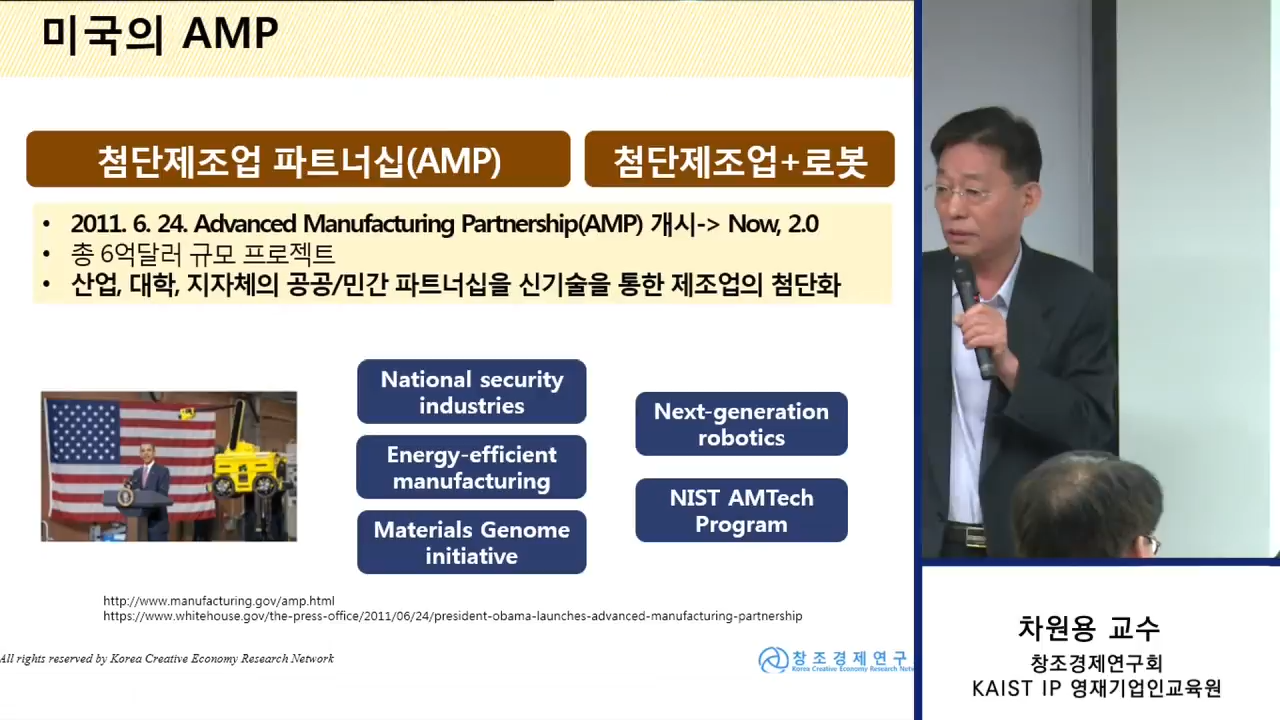 미국의 AMP
첨단제조업 파트너십(AMP)
첨단제조업+로봇
• 2011. 6. 24. Advanced Manufacturing Partnership(AMP) 개시-> Now, 2.0
• 총 6억달러 규모 프로젝트
• 산업, 대학, 지자체의 공공/민간 파트너십을 신기술을 통한 제조업의 첨단화
National security
industries
Energy-efficient
manufacturing
Materials Genome
initiative
Next-generation
robotics
NIST AMTech
Program
http://www.manufacturing.gov/amp.html
https://www.whitehouse.gov/the-press-office/2011/06/24/president-obama-launches-advanced-manufacturing-partnership
All rights reserved by Korea Creative Economy Research Network
창조경제연구
Korea Creative Economy Research Netw
차원용 교수
창조경제연구회
KAIST IP 영재기업인교육원